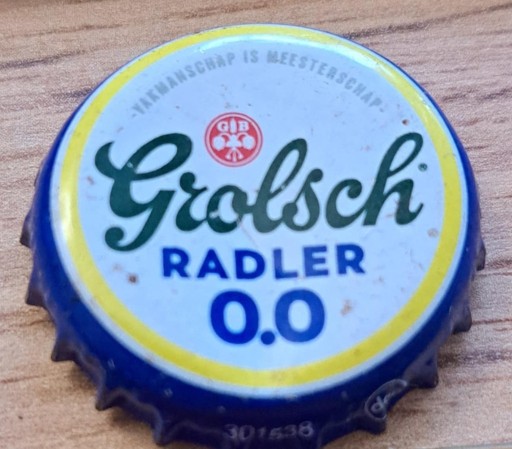 VAKMANSCHAP IS MEESTERSCHAP
GB
Grolsch
RADLER
0.0
301538